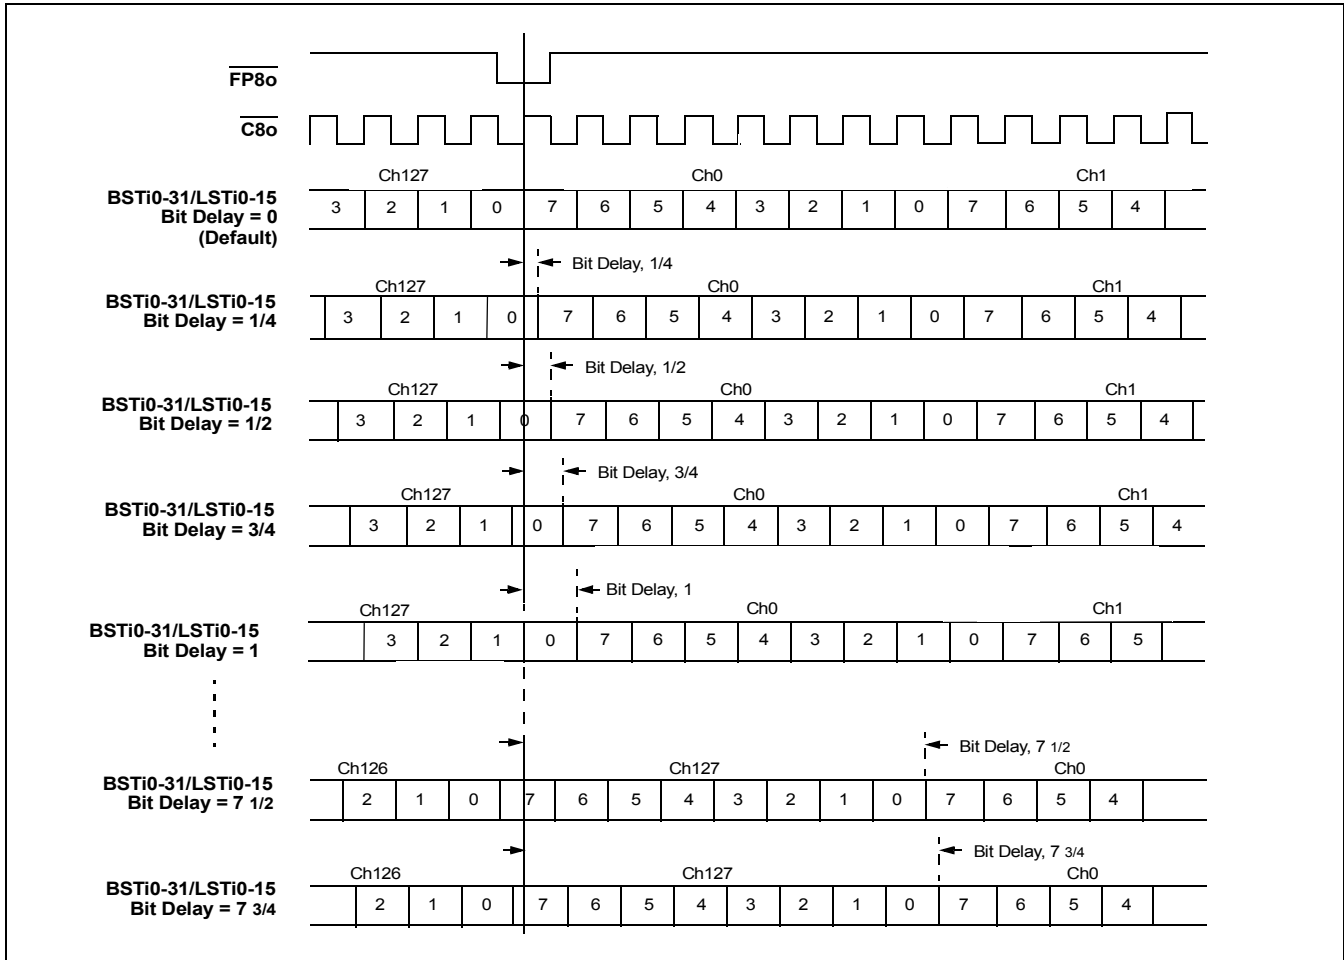 FP8o
C8o
Ch127 Ch0 Ch1
BSTi0-31/LSTi0-15
Bit Delay = 0
(Default)
3 2 1 0 7 6 5 4 3 2 1 0 7 6 5 4
Bit Delay, 1/4
Ch127 Ch0 Ch1
BSTi0-31/LSTi0-15
Bit Delay = 1/4
3 2 1 0 7 6 5 4 3 2 1 0 7 6 5 4
Bit Delay, 1/2
Ch127 Ch0 Ch1
BSTi0-31/LSTi0-15
Bit Delay = 1/2
3 2 1 0 7 6 5 4 3 2 1 0 7 6 5 4
Bit Delay, 3/4
Ch127 Ch0 Ch1
BSTi0-31/LSTi0-15
Bit Delay = 3/4
3 2 1 0 7 6 5 4 3 2 1 0 7 6 5 4
Bit Delay, 1
Ch127 Ch0 Ch1
BSTi0-31/LSTi0-15
Bit Delay = 1
3 2 1 0 7 6 5 4 3 2 1 0 7 6 5
Bit Delay, 7 1/2
Ch126 Ch127 Ch0
BSTi0-31/LSTi0-15
Bit Delay = 7 1/2
2 1 0 7 6 5 4 3 2 1 0 7 6 5 4
Bit Delay, 7 3/4
Ch126 Ch127 Ch0
BSTi0-31/LSTi0-15
Bit Delay = 7 3/4
2 1 0 7 6 5 4 3 2 1 0 7 6 5 4